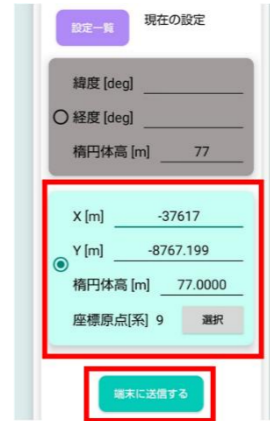 設定一覧 現在の設定
緯度 [deg]
経度 [deg]
楕円体高 [m] 77
X [m] -37617
Y [m] -8767.199
楕円体高 [m] 77.0000
座標原点[系] 9 選択
端末に送信する